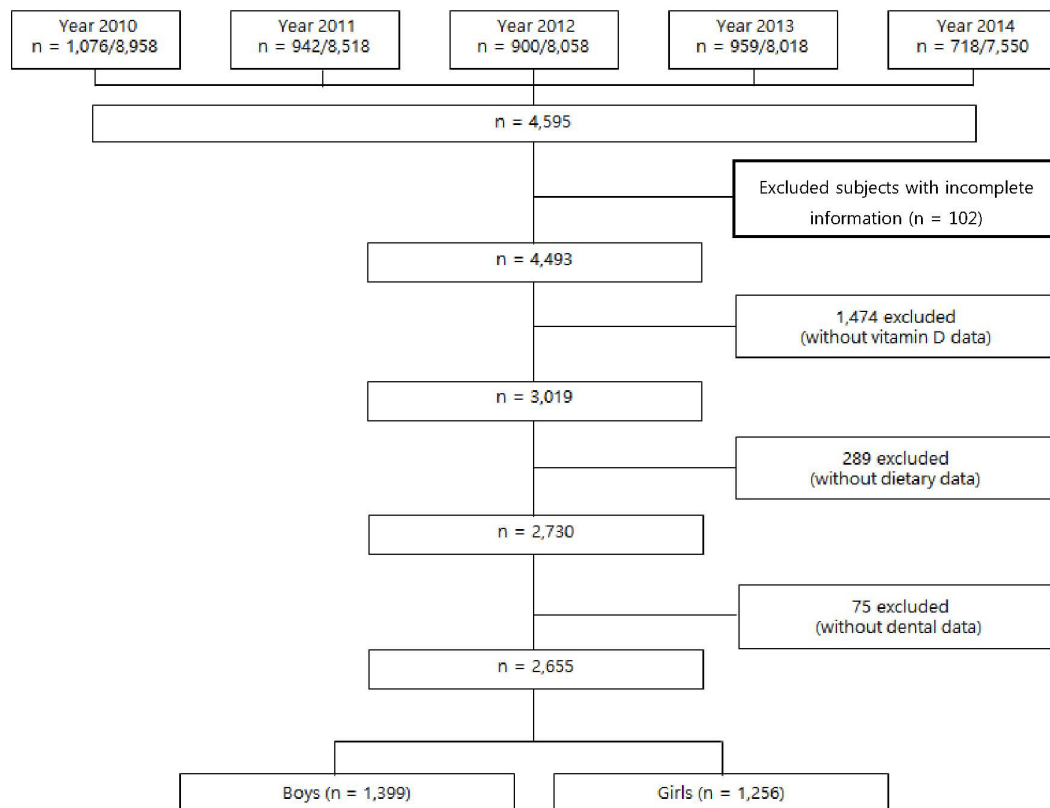 Year 2010
n = 1,076/8,958
Year 2011
n = 942/8,518
Year 2012
n = 900/8,058
Year 2013
n = 959/8,018
Year 2014
n = 718/7,550
n = 4,595
Excluded subjects with incomplete
information (n = 102)
n = 4,493
1,474 excluded
(without vitamin D data)
n = 3,019
289 excluded
(without dietary data)
n = 2,730
75 excluded
(without dental data)
n = 2,655
Boys (n = 1,399)
Girls (n = 1,256)